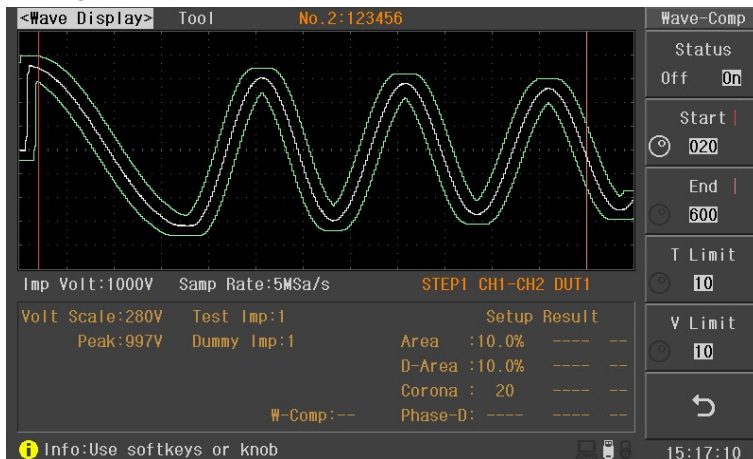 <Wave Display> Tool No.2:123456 Wave-Comp
Status
Off On
Start
020
End
600
T Limit
10
V Limit
10
Imp Volt:1000V Samp Rate:5MSa/s STEP1 CH1-CH2 DUT1
Volt Scale:280V Test Imp:1 Setup Result
Peak:997V Dummy Imp:1 Area :10.0% ---- --
D-Area :10.0% ---- --
Corona : 20 ---- --
W-Comp:-- Phase-D: ---- ---- --
Info:Use softkeys or knob 15:17:10